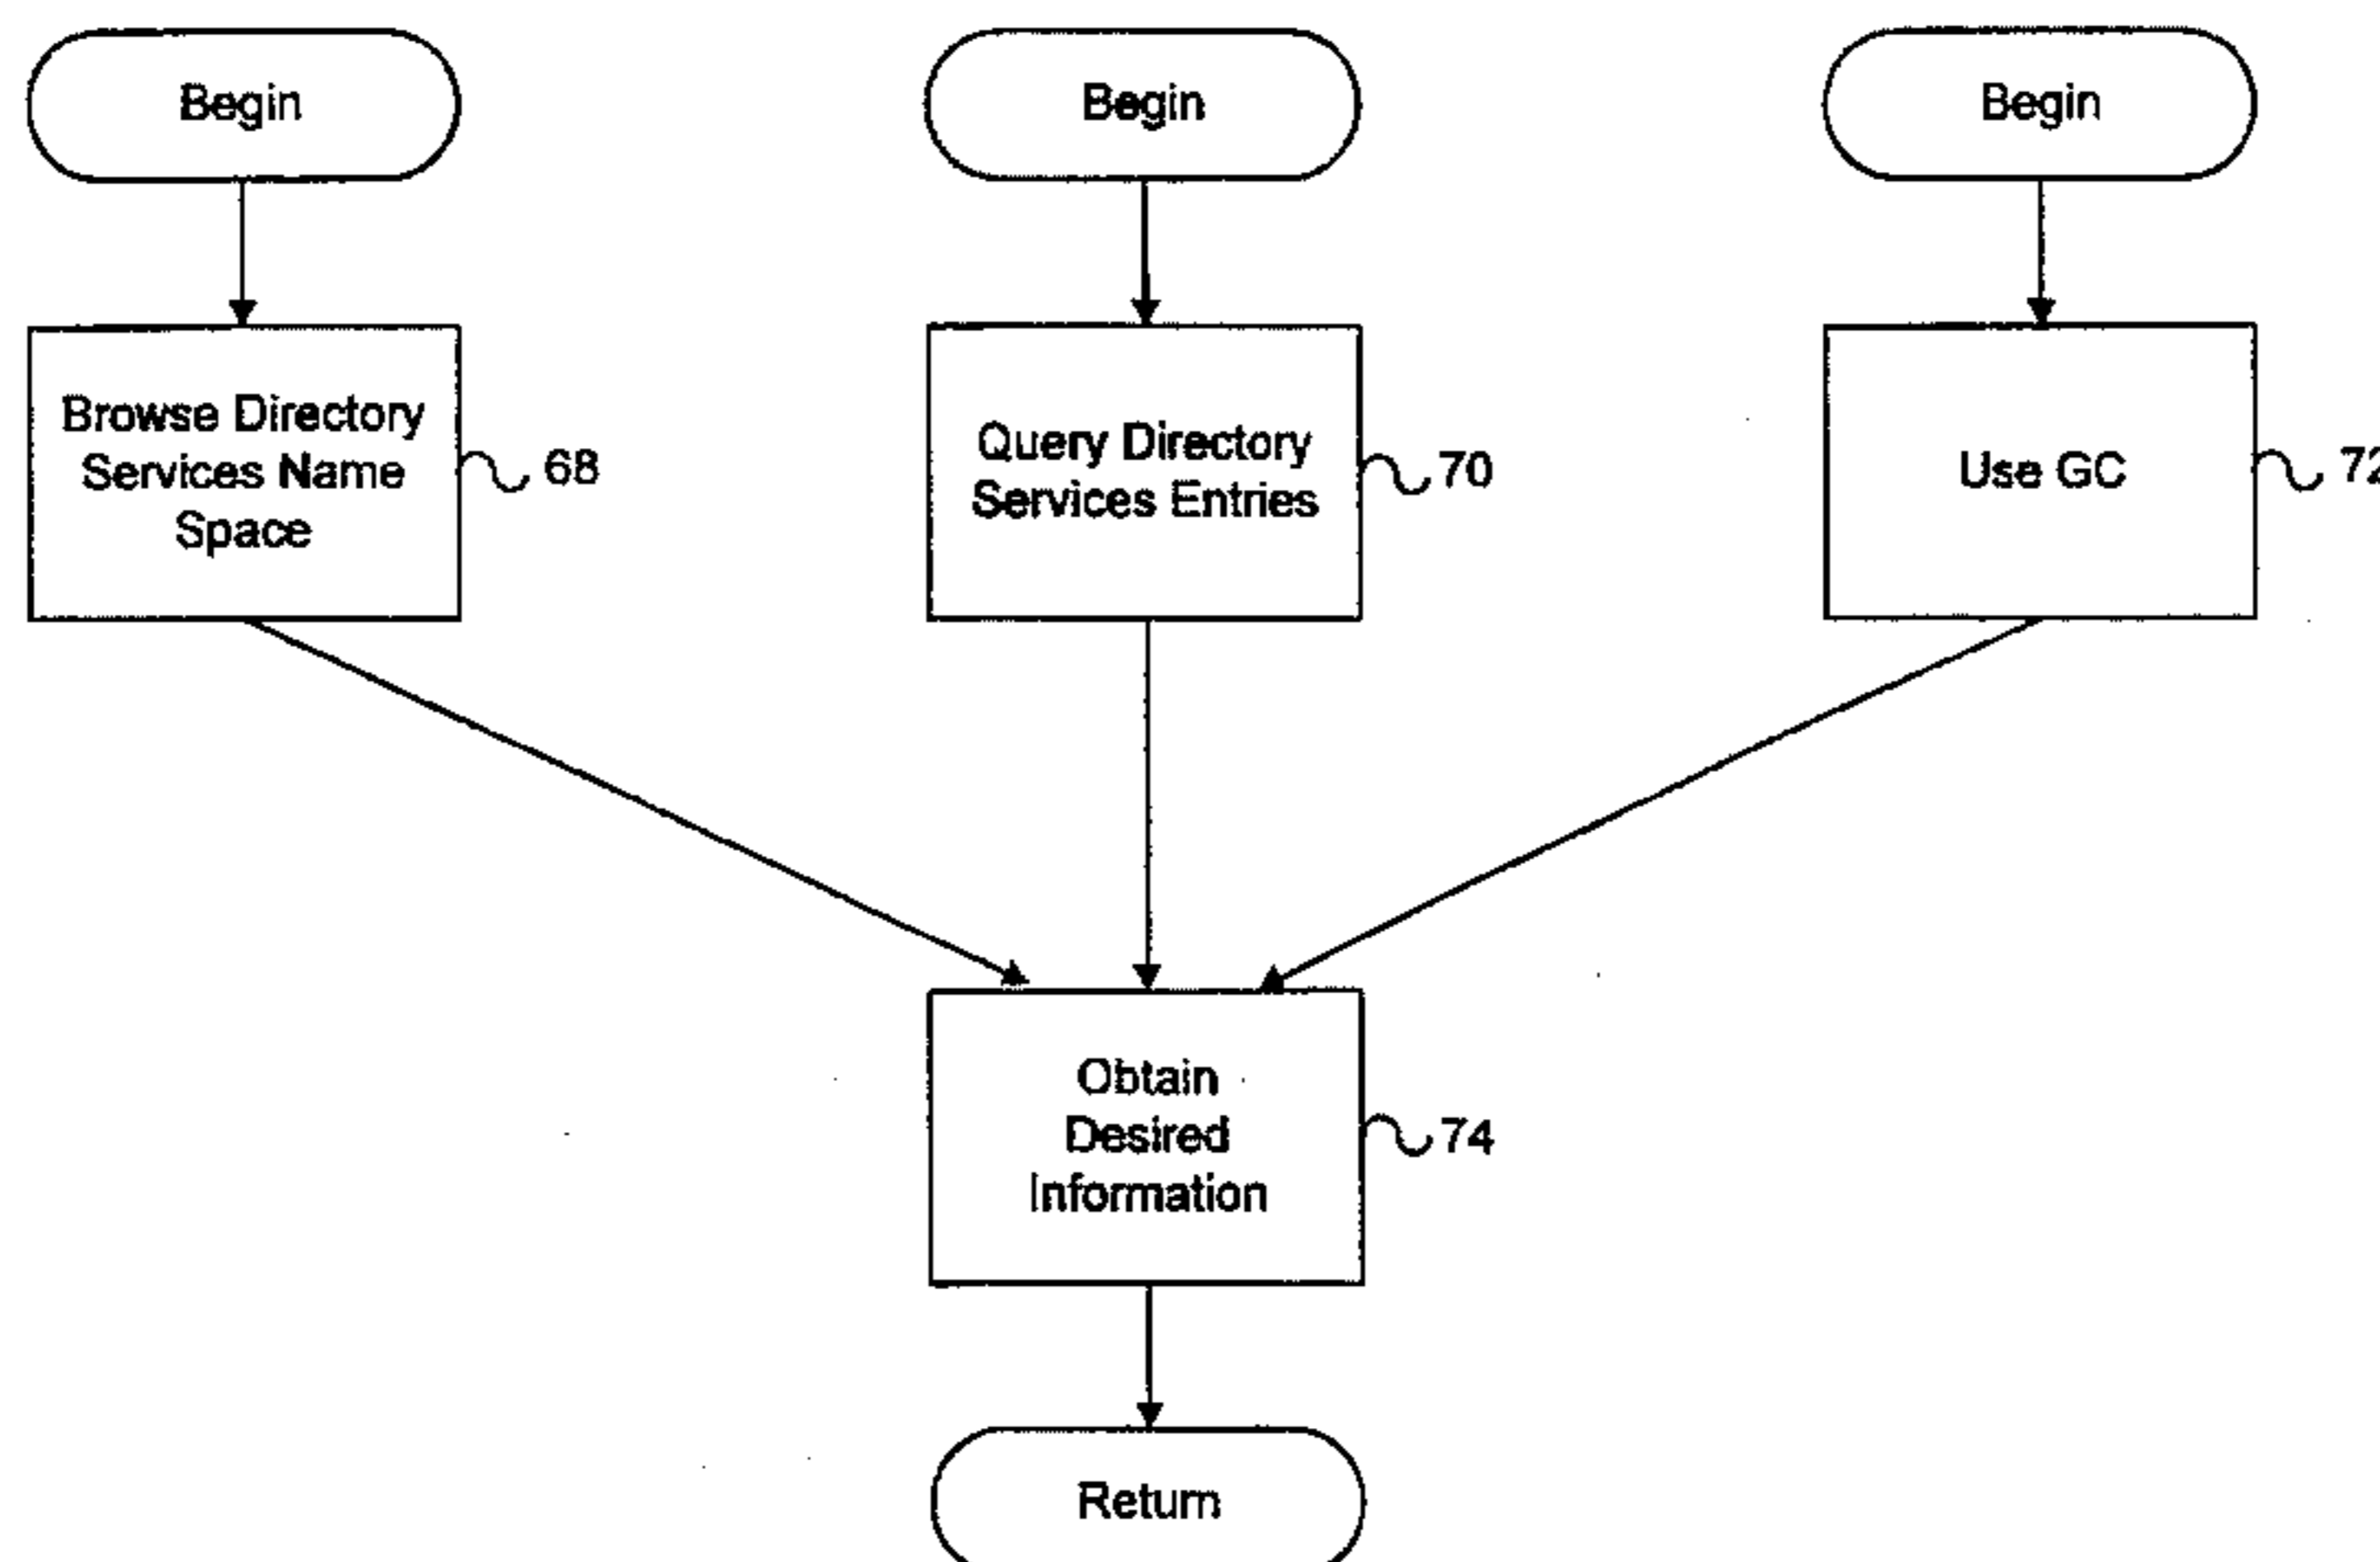 Begin
Begin
Begin
Browse Directory
Services Name
Space
68
Query Directory
Services Entries
70
Use GC
72
Obtain
Desired
Information
74
Return